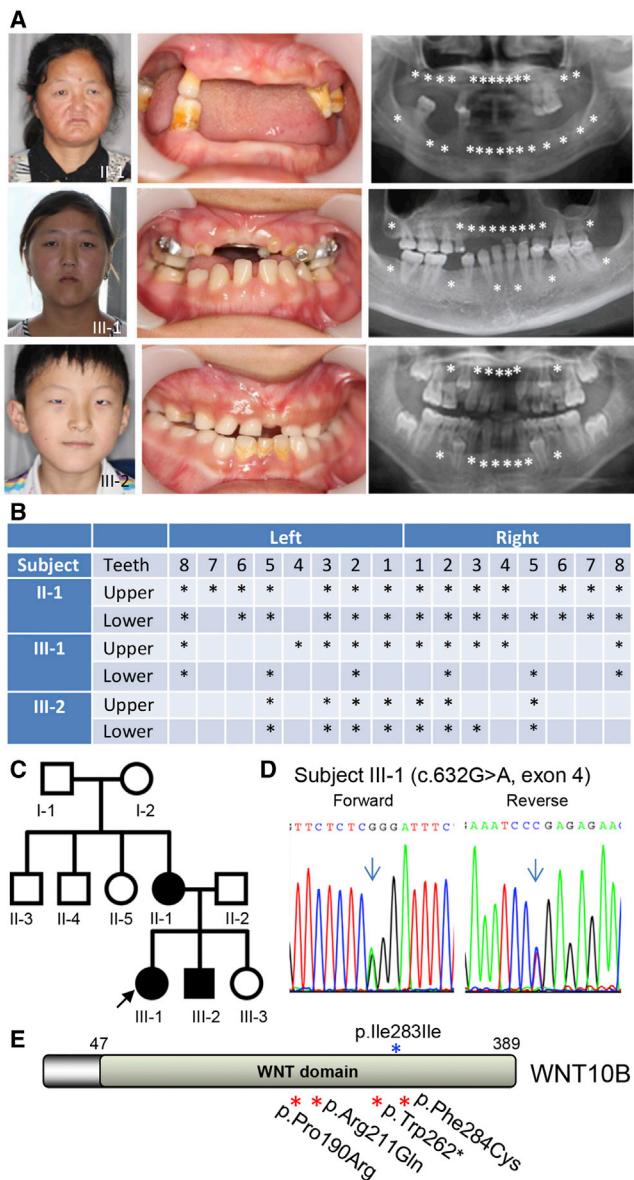 A
II-1
III-1
III-2
B
Left Right
Subject Teeth 8 7 6 5 4 3 2 1 1 2 3 4 5 6 7 8
II-1 Upper * * * * * * * * * * * * * *
Lower * * * * * * * * * * * * * *
III-1 Upper * * * * * * * * * *
Lower * * * * * *
III-2 Upper * * * * * * *
Lower * * * * * * * *
C
I-1 I-2
II-3 II-4 II-5 II-1 II-2
III-1 III-2 III-3
D
Subject III-1 (c.632G>A, exon 4)
Forward Reverse
G T T C T C T C G G G A T T T C
G A A A T C C C G A G A G A A C
E
p.Ile283Ile
47 * 389
WNT domain
WNT10B
* * * *
p.Pro190Arg
p.Arg211Gln
p.Trp262*
p.Phe284Cys